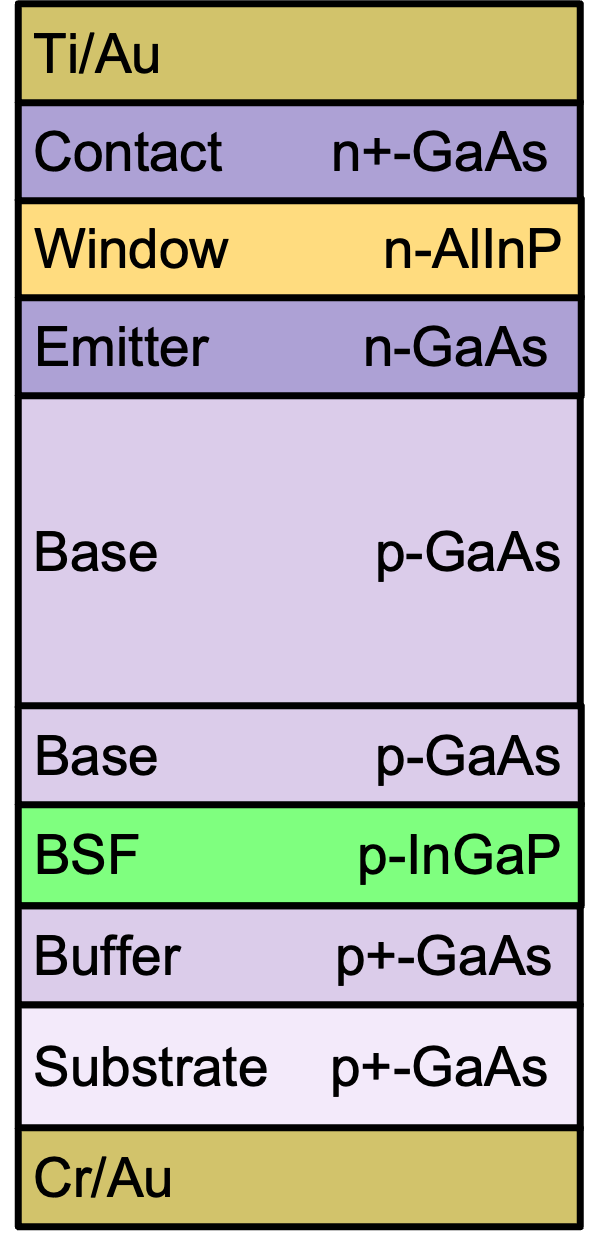 Ti/Au
Contact n+-GaAs
Window n-AlInP
Emitter n-GaAs
Base p-GaAs
Base p-GaAs
BSF p-InGaP
Buffer p+-GaAs
Substrate p+-GaAs
Cr/Au